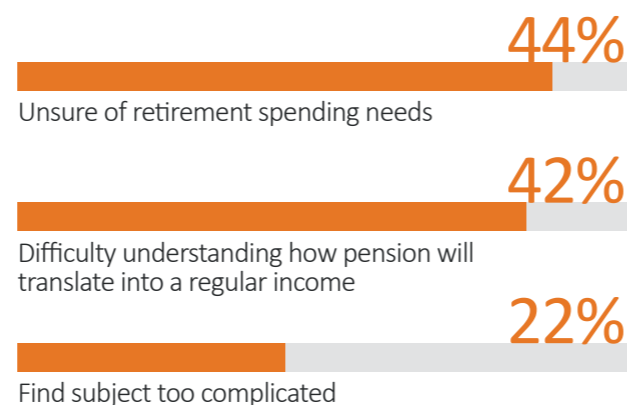 44%
Unsure of retirement spending needs
42%
Difficulty understanding how pension will
translate into a regular income
22%
Find subject too complicated